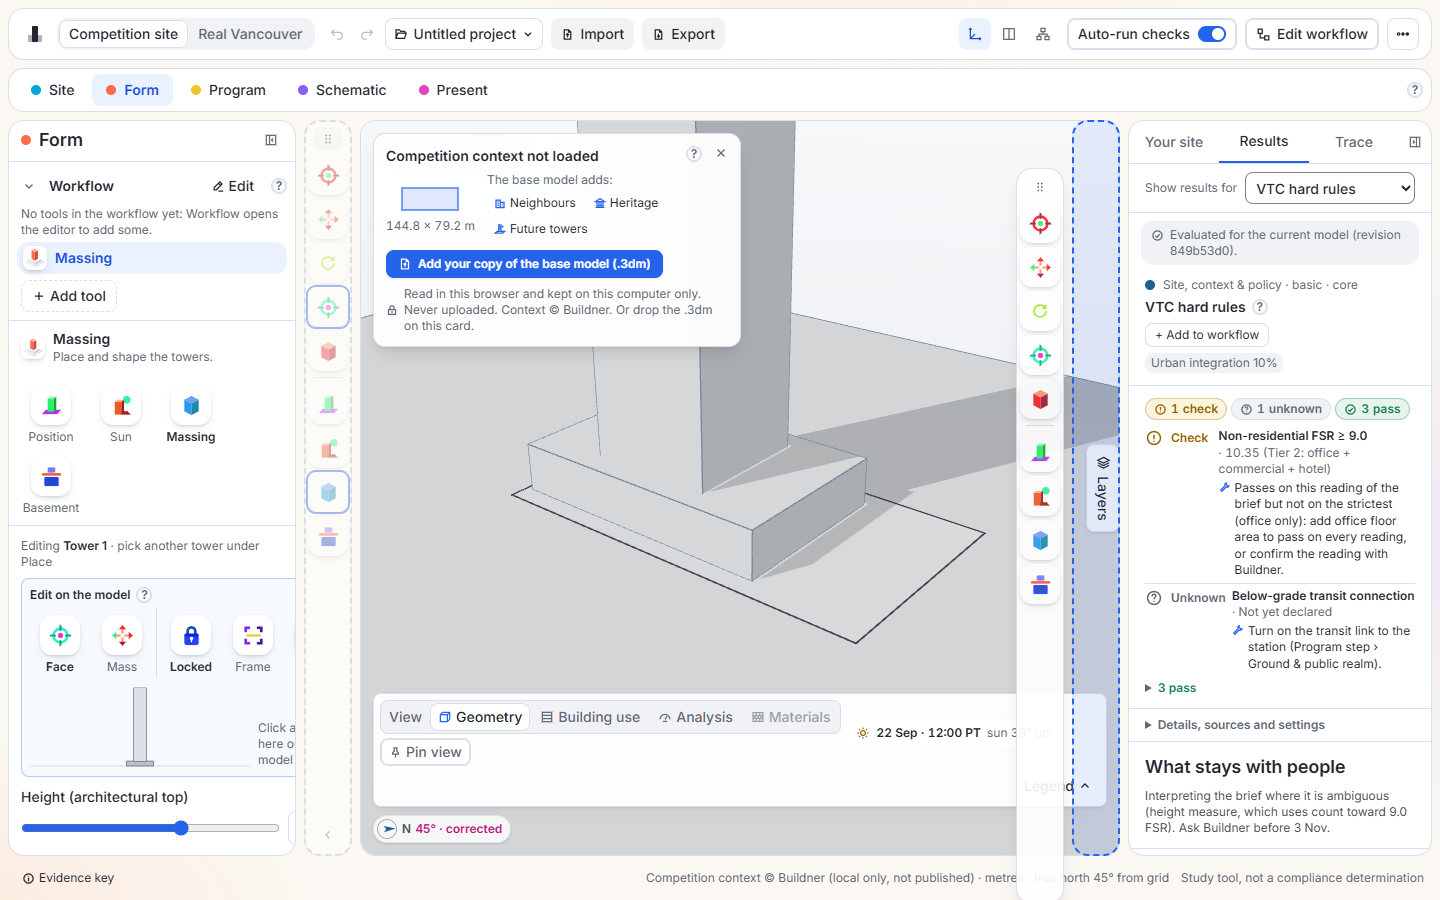 Competition site
Real Vancouver
Untitled project
Import
Export
Auto-run checks
Edit workflow
Site
Form
Program
Schematic
Present
?
Form
Workflow
Edit
?
No tools in the workflow yet: Workflow opens
the editor to add some.
Massing
+ Add tool
Massing
Place and shape the towers.
Position
Sun
Massing
Basement
Editing Tower 1 · pick another tower under
Place
Edit on the model ?
Face
Mass
Locked
Frame
Click a
here o
model
Height (architectural top)
Competition context not loaded
?
The base model adds:
Neighbours
Heritage
144.8 × 79.2 m
Future towers
Add your copy of the base model (.3dm)
Read in this browser and kept on this computer only.
Never uploaded. Context © Buildner. Or drop the .3dm
on this card.
Layers
View
Geometry
Building use
Analysis
Materials
22 Sep · 12:00 PT sun 39° up
Pin view
Legend
N 45° · corrected
Your site
Results
Trace
Show results for
VTC hard rules
Evaluated for the current model (revision
849b53d0).
Site, context & policy · basic · core
VTC hard rules ?
+ Add to workflow
Urban integration 10%
1 check
1 unknown
3 pass
Check
Non-residential FSR ≥ 9.0
· 10.35 (Tier 2: office +
commercial + hotel)
Passes on this reading of the
brief but not on the strictest
(office only): add office floor
area to pass on every reading,
or confirm the reading with
Buildner.
Unknown
Below-grade transit connection
· Not yet declared
Turn on the transit link to the
station (Program step ›
Ground & public realm).
3 pass
Details, sources and settings
What stays with people
Interpreting the brief where it is ambiguous
(height measure, which uses count toward 9.0
FSR). Ask Buildner before 3 Nov.
Evidence key
Competition context © Buildner (local only, not published) · metres · true north 45° from grid
Study tool, not a compliance determination